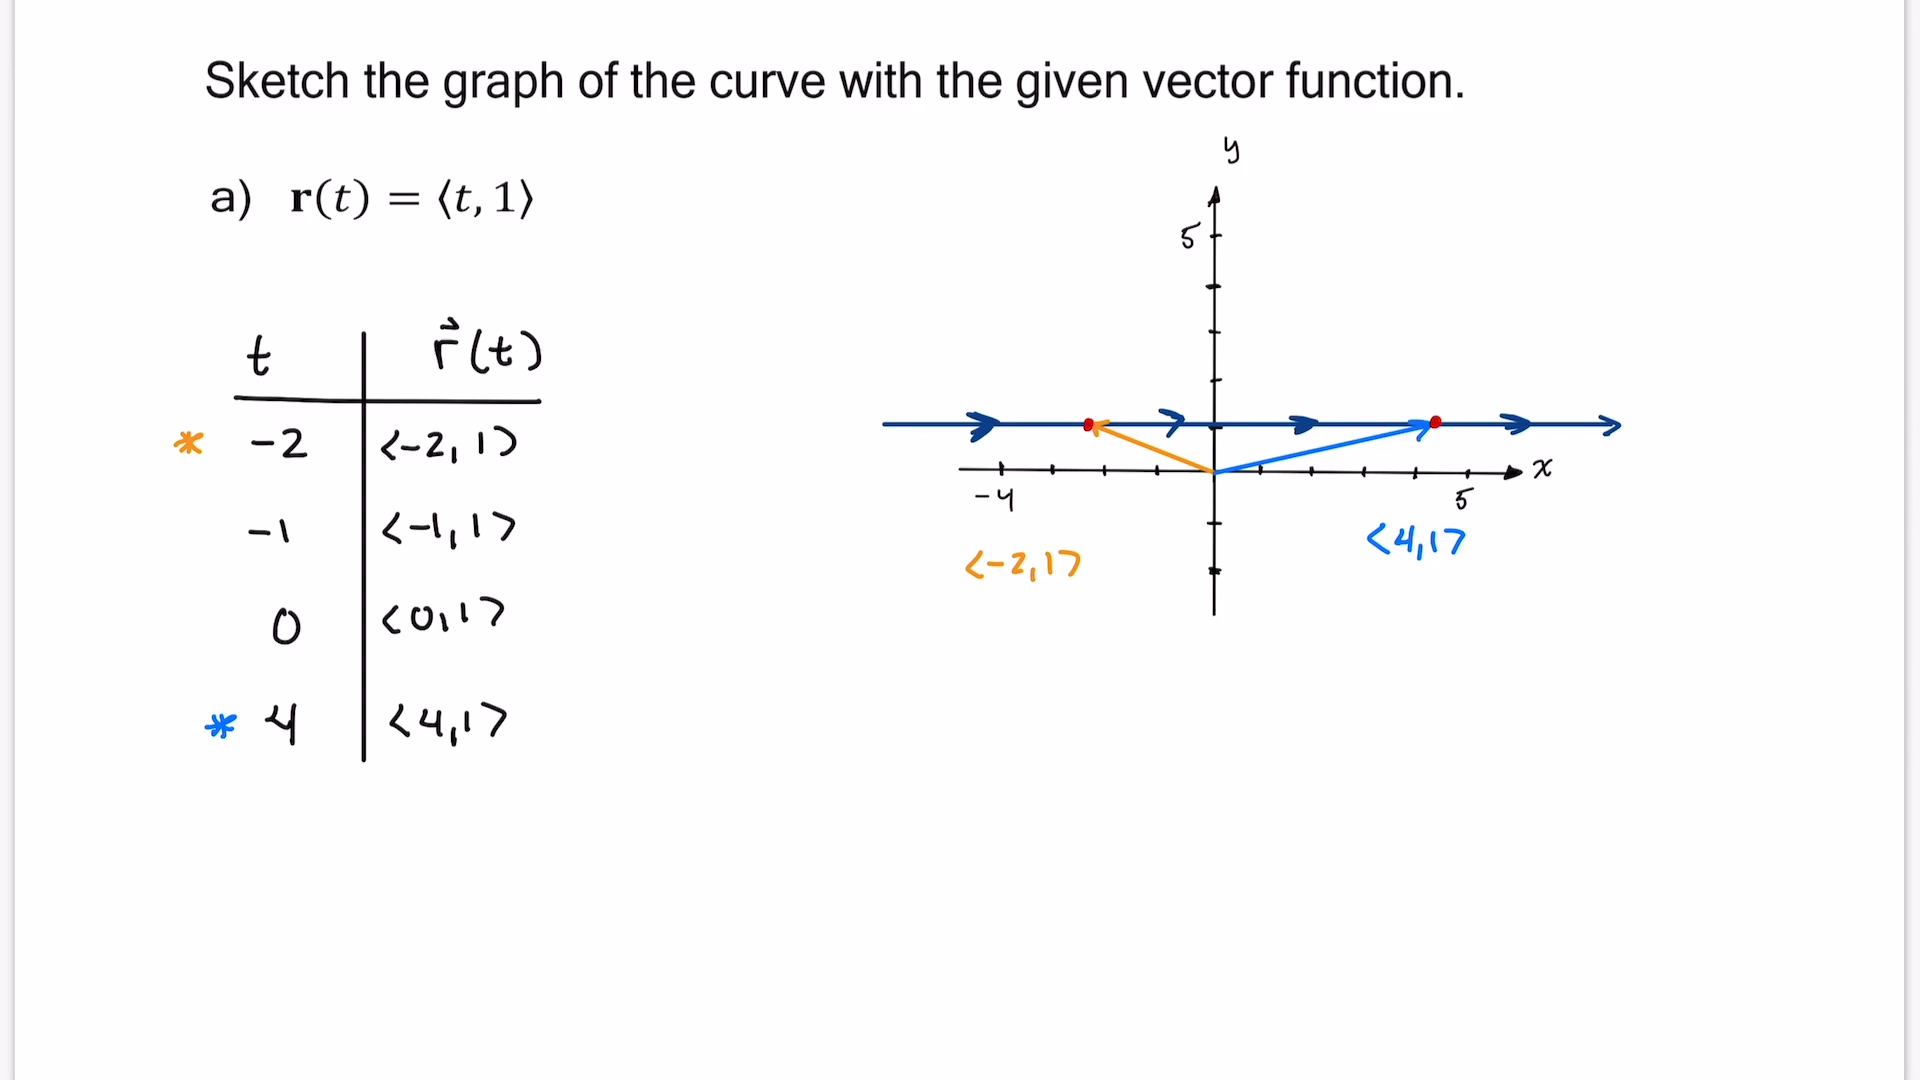 Sketch the graph of the curve with the given vector function.
a) r(t) = ⟨t, 1⟩
t r⃗(t)
* -2 <-2, 1>
-1 <-1, 1>
0 <0, 1>
* 4 <4, 1>
y
5
x
-4
5
<-2, 1>
<4, 1>